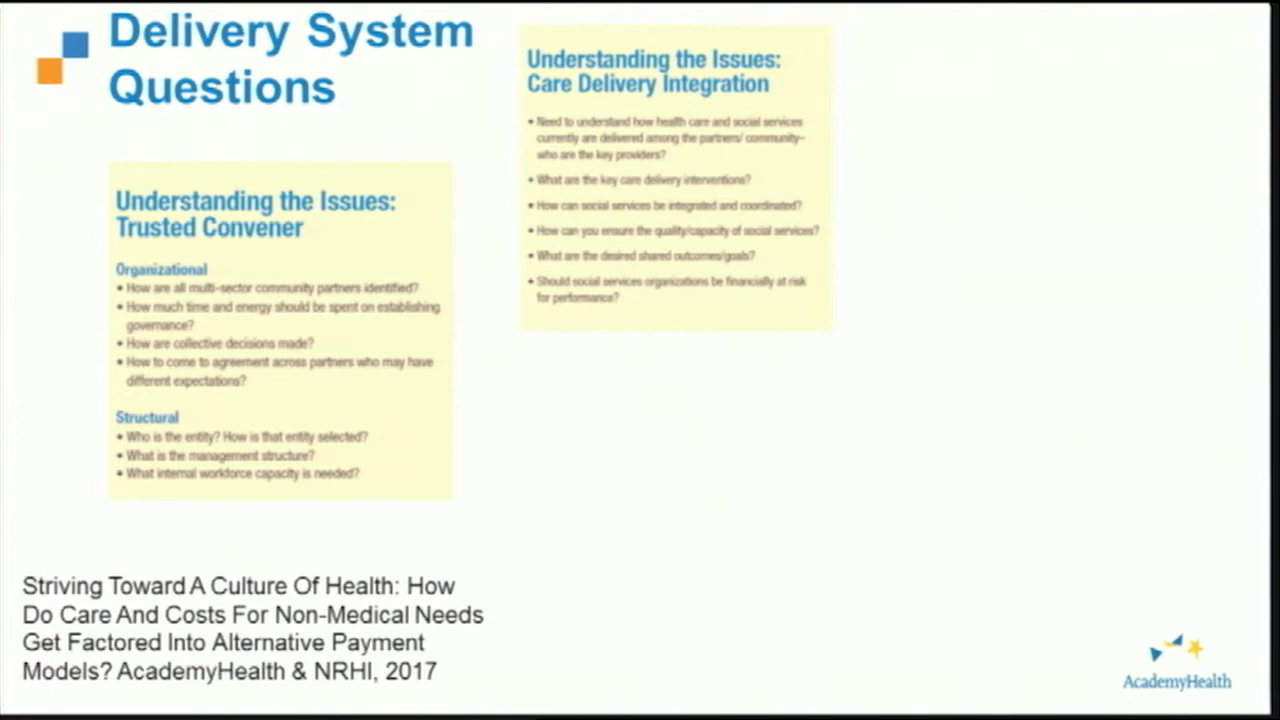 Delivery System
Questions
Understanding the Issues:
Trusted Convener
Organizational
• How are all multi-sector community partners identified?
• How much time and energy should be spent on establishing
governance?
• How are collective decisions made?
• How to come to agreement across partners who may have
different expectations?
Structural
• Who is the entity? How is that entity selected?
• What is the management structure?
• What internal workforce capacity is needed?
Understanding the Issues:
Care Delivery Integration
• Need to understand how health care and social services
currently are delivered among the partners/ community–
who are the key providers?
• What are the key care delivery interventions?
• How can social services be integrated and coordinated?
• How can you ensure the quality/capacity of social services?
• What are the desired shared outcomes/goals?
• Should social services organizations be financially at risk
for performance?
Striving Toward A Culture Of Health: How
Do Care And Costs For Non-Medical Needs
Get Factored Into Alternative Payment
Models? AcademyHealth & NRHI, 2017
AcademyHealth